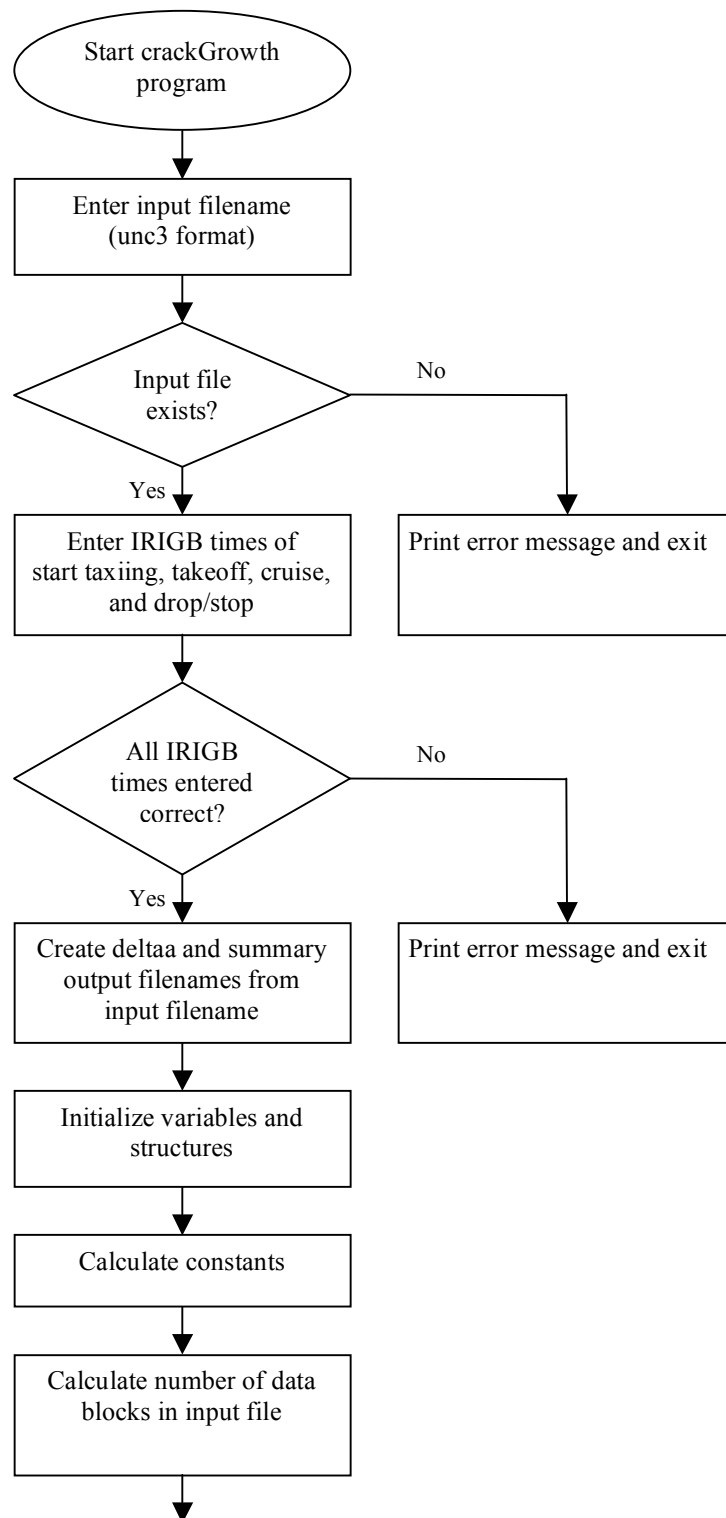 Start crackGrowth
program
Enter input filename
(unc3 format)
Input file
exists?
No
Yes
Enter IRIGB times of
start taxiing, takeoff, cruise,
and drop/stop
Print error message and exit
All IRIGB
times entered
correct?
No
Yes
Create deltaa and summary
output filenames from
input filename
Print error message and exit
Initialize variables and
structures
Calculate constants
Calculate number of data
blocks in input file